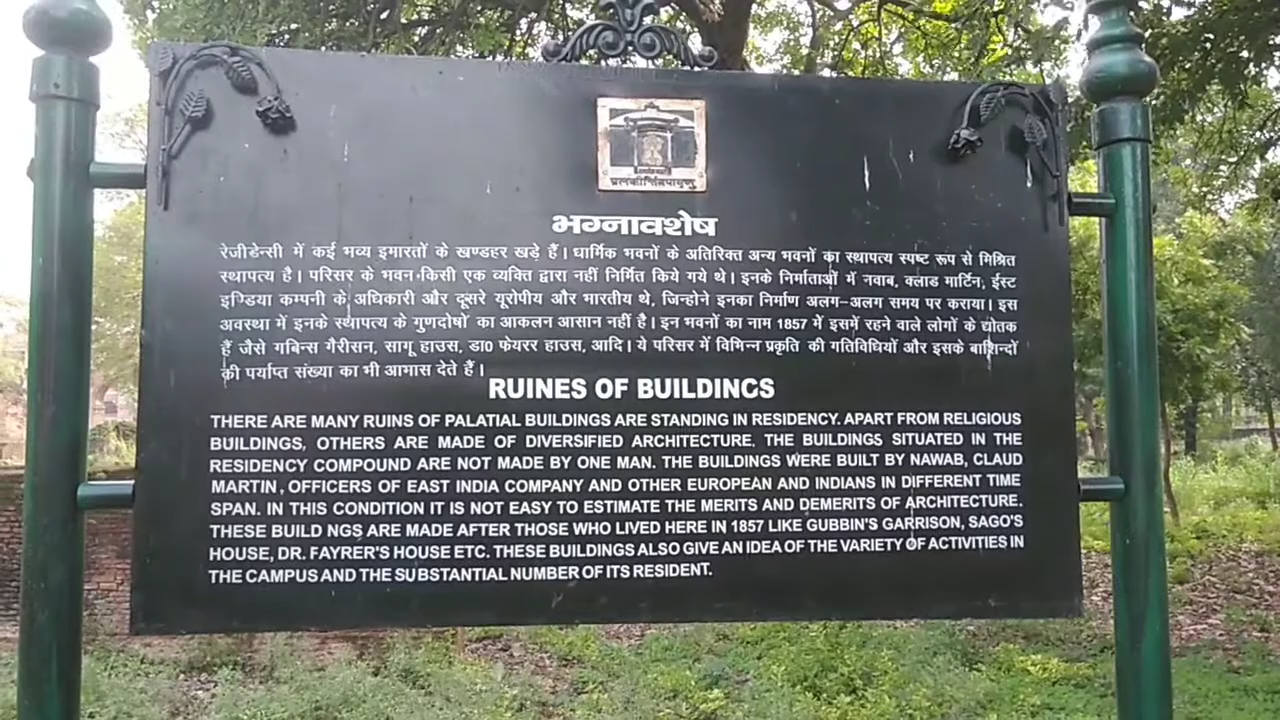 प्रत्नकीर्त्तिमपावृणु
भग्नावशेष
रेजीडेन्सी में कई भव्य इमारतों के खण्डहर खड़े हैं। धार्मिक भवनों के अतिरिक्त अन्य भवनों का स्थापत्य स्पष्ट रूप से मिश्रित
स्थापत्य है। परिसर के भवन किसी एक व्यक्ति द्वारा नहीं निर्मित किये गये थे। इनके निर्माताओं में नवाब, क्लाड मार्टिन, ईस्ट
इण्डिया कम्पनी के अधिकारी और दूसरे यूरोपीय और भारतीय थे, जिन्होने इनका निर्माण अलग-अलग समय पर कराया। इस
अवस्था में इनके स्थापत्य के गुणदोषों का आकलन आसान नहीं है। इन भवनों का नाम 1857 में इसमें रहने वाले लोगों के द्योतक
हैं जैसे गबिन्स गैरीसन, सागू हाउस, डा0 फेयरर हाउस, आदि। ये परिसर में विभिन्न प्रकृति की गतिविधियों और इसके बाशिन्दों
की पर्याप्त संख्या का भी आभास देते हैं।
RUINES OF BUILDINGS
THERE ARE MANY RUINS OF PALATIAL BUILDINGS ARE STANDING IN RESIDENCY. APART FROM RELIGIOUS
BUILDINGS, OTHERS ARE MADE OF DIVERSIFIED ARCHITECTURE. THE BUILDINGS SITUATED IN THE
RESIDENCY COMPOUND ARE NOT MADE BY ONE MAN. THE BUILDINGS WERE BUILT BY NAWAB, CLAUD
MARTIN, OFFICERS OF EAST INDIA COMPANY AND OTHER EUROPEAN AND INDIANS IN DIFFERENT TIME
SPAN. IN THIS CONDITION IT IS NOT EASY TO ESTIMATE THE MERITS AND DEMERITS OF ARCHITECTURE.
THESE BUILD NGS ARE MADE AFTER THOSE WHO LIVED HERE IN 1857 LIKE GUBBIN'S GARRISON, SAGO'S
HOUSE, DR. FAYRER'S HOUSE ETC. THESE BUILDINGS ALSO GIVE AN IDEA OF THE VARIETY OF ACTIVITIES IN
THE CAMPUS AND THE SUBSTANTIAL NUMBER OF ITS RESIDENT.